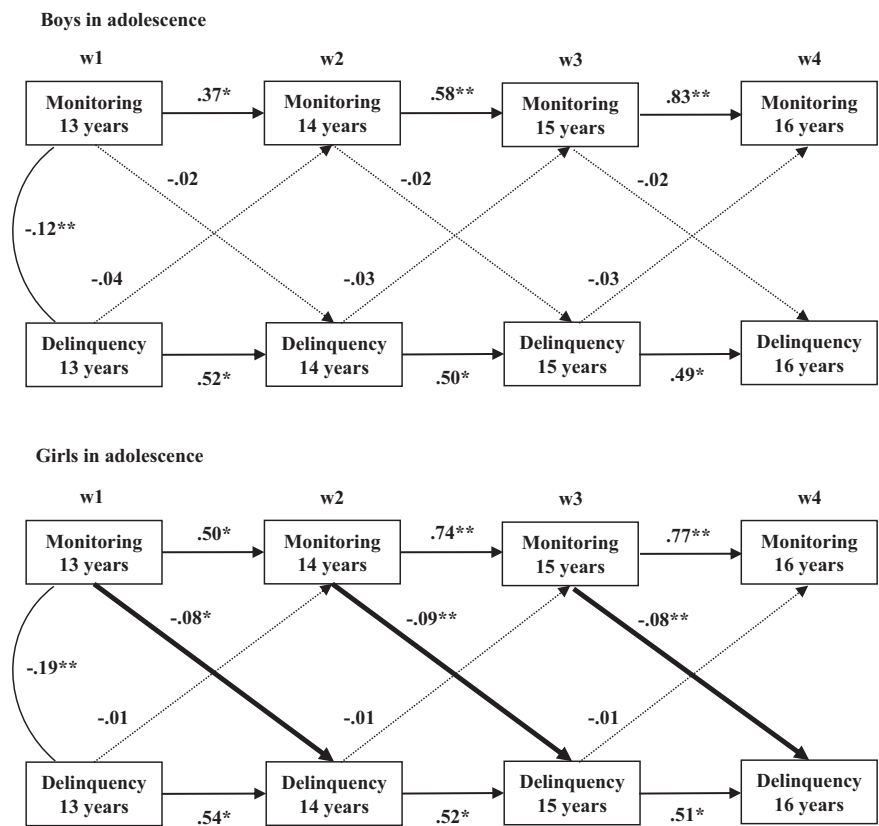 Boys in adolescence
w1 w2 w3 w4
.37* .58** .83**
Monitoring Monitoring Monitoring Monitoring
13 years 14 years 15 years 16 years
-.02 -.02 -.02
-.12**
-.04 -.03 -.03
Delinquency Delinquency Delinquency Delinquency
13 years 14 years 15 years 16 years
.52* .50* .49*
Girls in adolescence
w1 w2 w3 w4
.50* .74** .77**
Monitoring Monitoring Monitoring Monitoring
13 years 14 years 15 years 16 years
-.08* -.09** -.08**
-.19**
-.01 -.01 -.01
Delinquency Delinquency Delinquency Delinquency
13 years 14 years 15 years 16 years
.54* .52* .51*